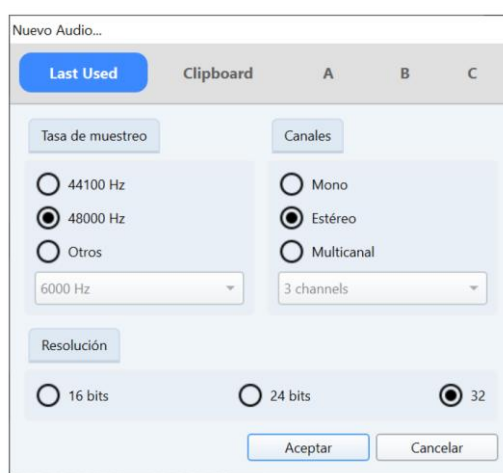 Nuevo Audio...
Last Used Clipboard A B C
Tasa de muestreo
44100 Hz
48000 Hz
Otros
6000 Hz
Canales
Mono
Estéreo
Multicanal
3 channels
Resolución
16 bits 24 bits 32
Aceptar Cancelar